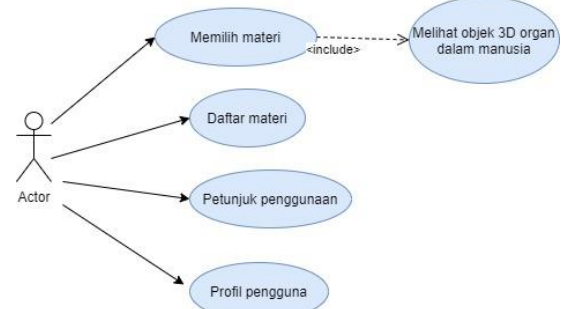 Memilih materi
<include>
Melihat objek 3D organ
dalam manusia
Daftar materi
Actor
Petunjuk penggunaan
Profil pengguna